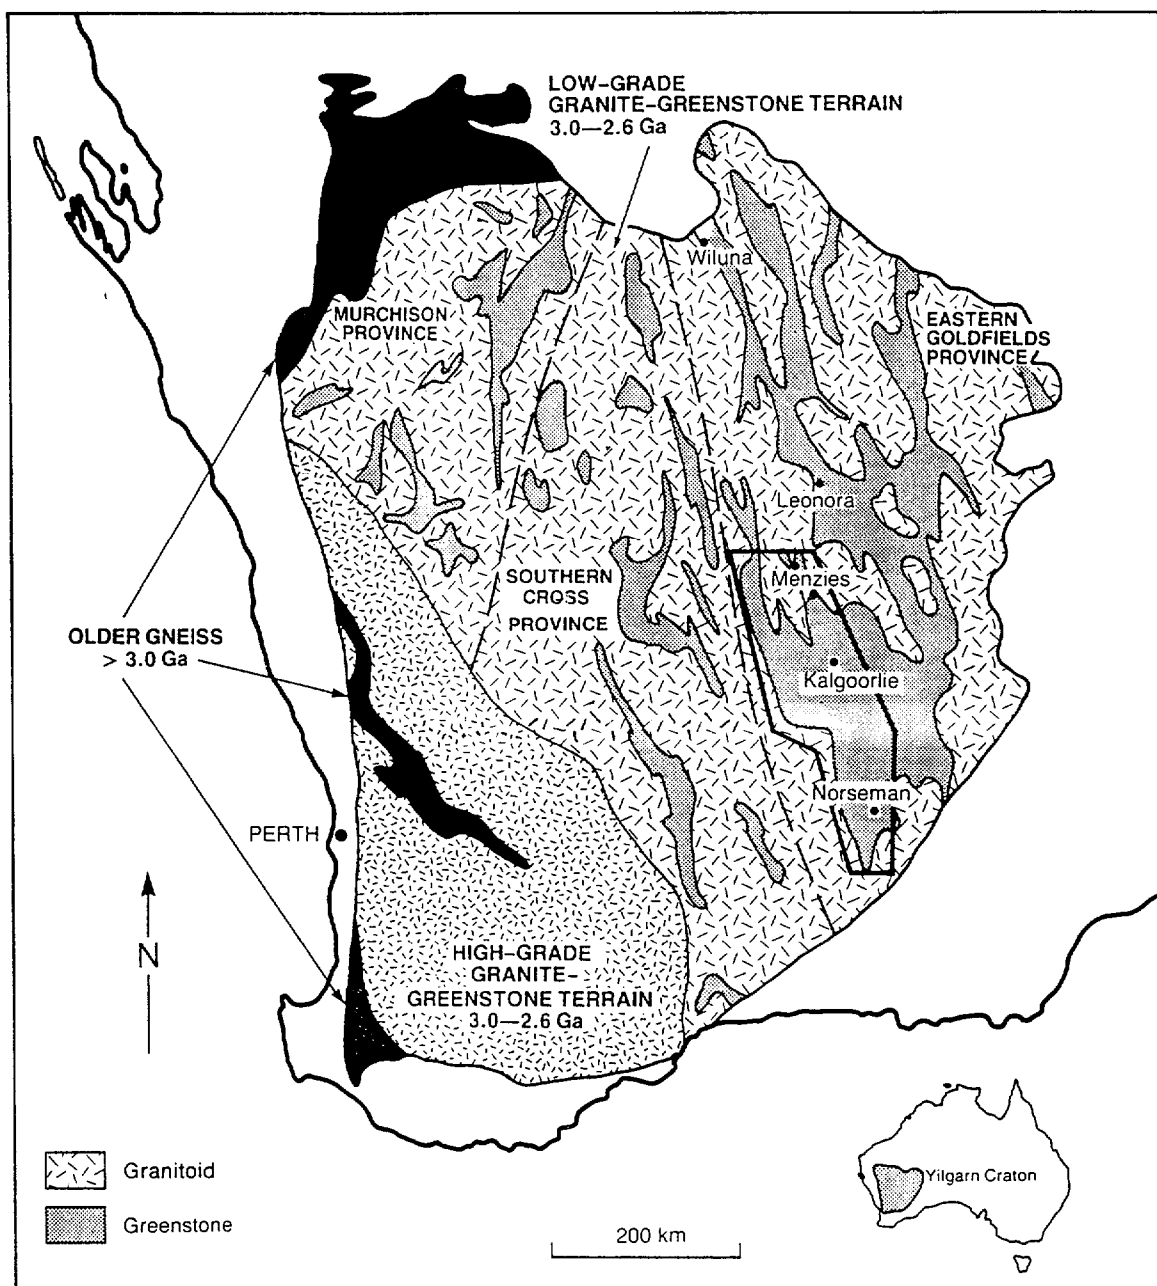 LOW-GRADE
GRANITE-GREENSTONE TERRAIN
3.0—2.6 Ga
Wiluna
MURCHISON
PROVINCE
EASTERN
GOLDFIELDS
PROVINCE
Leonora
SOUTHERN
CROSS
PROVINCE
Menzies
OLDER GNEISS
> 3.0 Ga
Kalgoorlie
Norseman
PERTH
N
HIGH-GRADE
GRANITE-
GREENSTONE TERRAIN
3.0—2.6 Ga
Granitoid
Greenstone
200 km
Yilgarn Craton